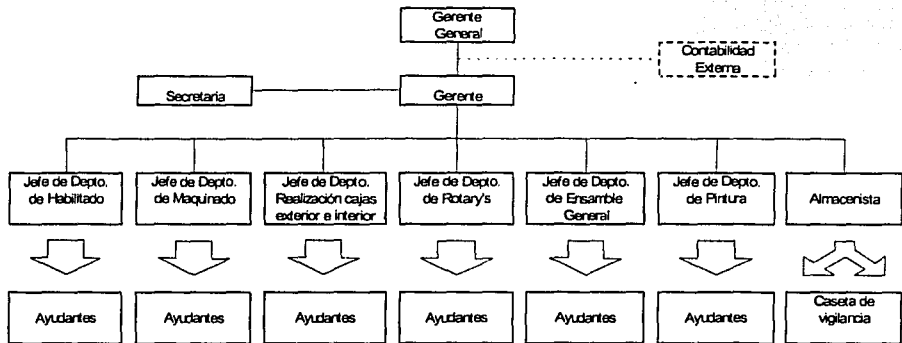 Gerente
General
Contabilidad
Externa
Secretaria
Gerente
Jefe de Depto.
de Habilitado
Jefe de Depto.
de Maquinado
Jefe de Depto.
Realización cajas
exterior e interior
Jefe de Depto.
de Rotary's
Jefe de Depto.
de Ensamble
General
Jefe de Depto.
de Pintura
Almacenista
Ayudantes
Ayudantes
Ayudantes
Ayudantes
Ayudantes
Ayudantes
Caseta de
vigilancia